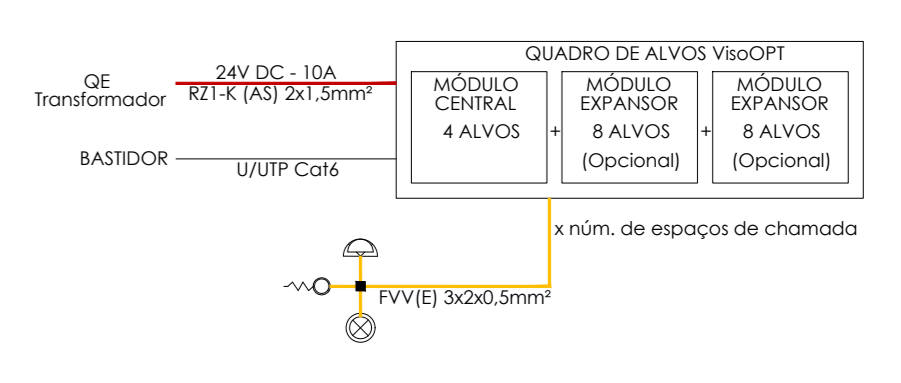 QUADRO DE ALVOS VisoOPT
QE
Transformador
24V DC - 10A
RZ1-K (AS) 2x1,5mm²
MÓDULO
CENTRAL
4 ALVOS
+
MÓDULO
EXPANSOR
8 ALVOS
(Opcional)
+
MÓDULO
EXPANSOR
8 ALVOS
(Opcional)
BASTIDOR
U/UTP Cat6
x núm. de espaços de chamada
FVV(E) 3x2x0,5mm²